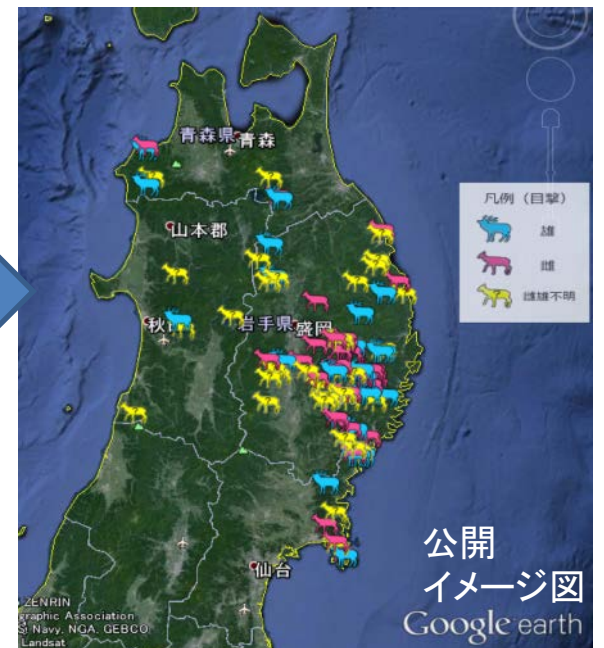 青森県青森
山本郡
秋
岩手県盛岡
仙台
凡例（目撃）
雄
雌
雌雄不明
公開
イメージ図
Google earth
ZENRIN
graphic Association
Navy, NGA, GEBCO
Landsat